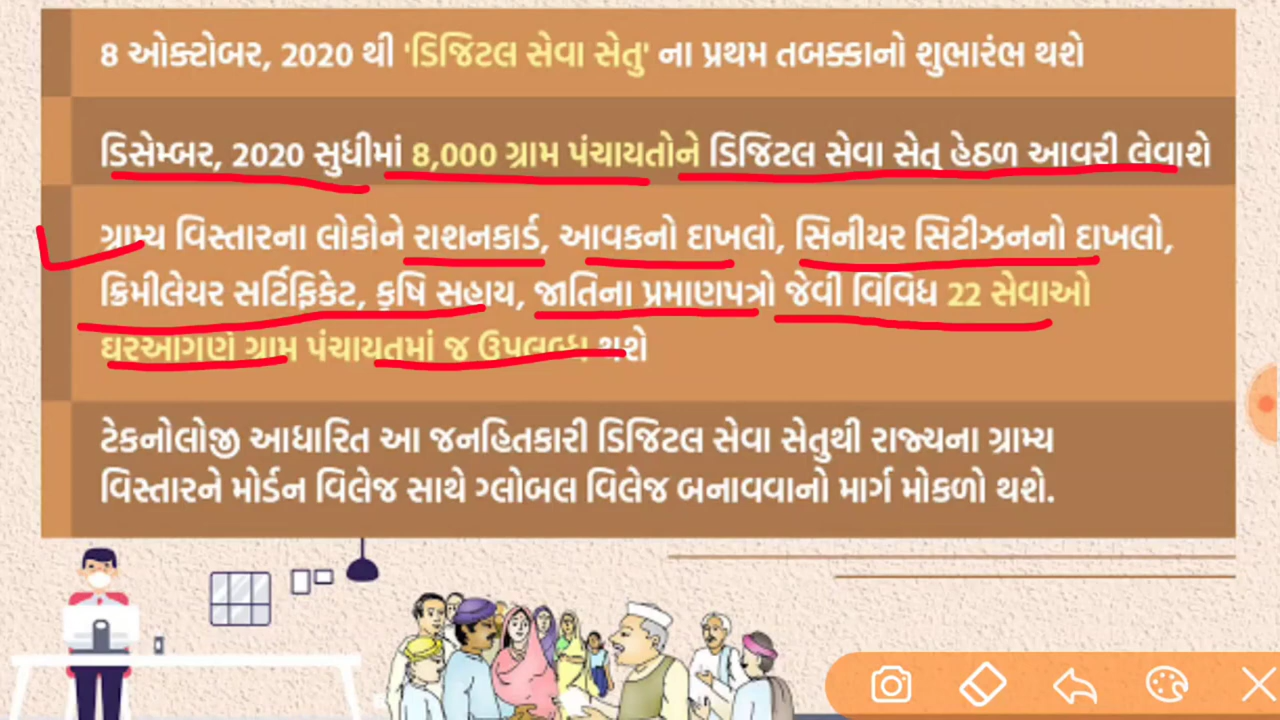 8 ઓક્ટોબર, 2020 થી 'ડિજિટલ સેવા સેતુ' ના પ્રથમ તબક્કાનો શુભારંભ થશે
ડિસેમ્બર, 2020 સુધીમાં 8,000 ગ્રામ પંચાયતોને ડિજિટલ સેવા સેતુ હેઠળ આવરી લેવાશે
ગ્રામ્ય વિસ્તારના લોકોને રાશનકાર્ડ, આવકનો દાખલો, સિનીયર સિટીઝનનો દાખલો,
ક્રિમીલેયર સર્ટિફિકેટ, કૃષિ સહાય, જાતિના પ્રમાણપત્રો જેવી વિવિધ 22 સેવાઓ
ઘરઆંગણે ગ્રામ પંચાયતમાં જ ઉપલબ્ધ થશે
ટેકનોલોજી આધારિત આ જનહિતકારી ડિજિટલ સેવા સેતુથી રાજ્યના ગ્રામ્ય
વિસ્તારને મોર્ડન વિલેજ સાથે ગ્લોબલ વિલેજ બનાવવાનો માર્ગ મોકળો થશે.